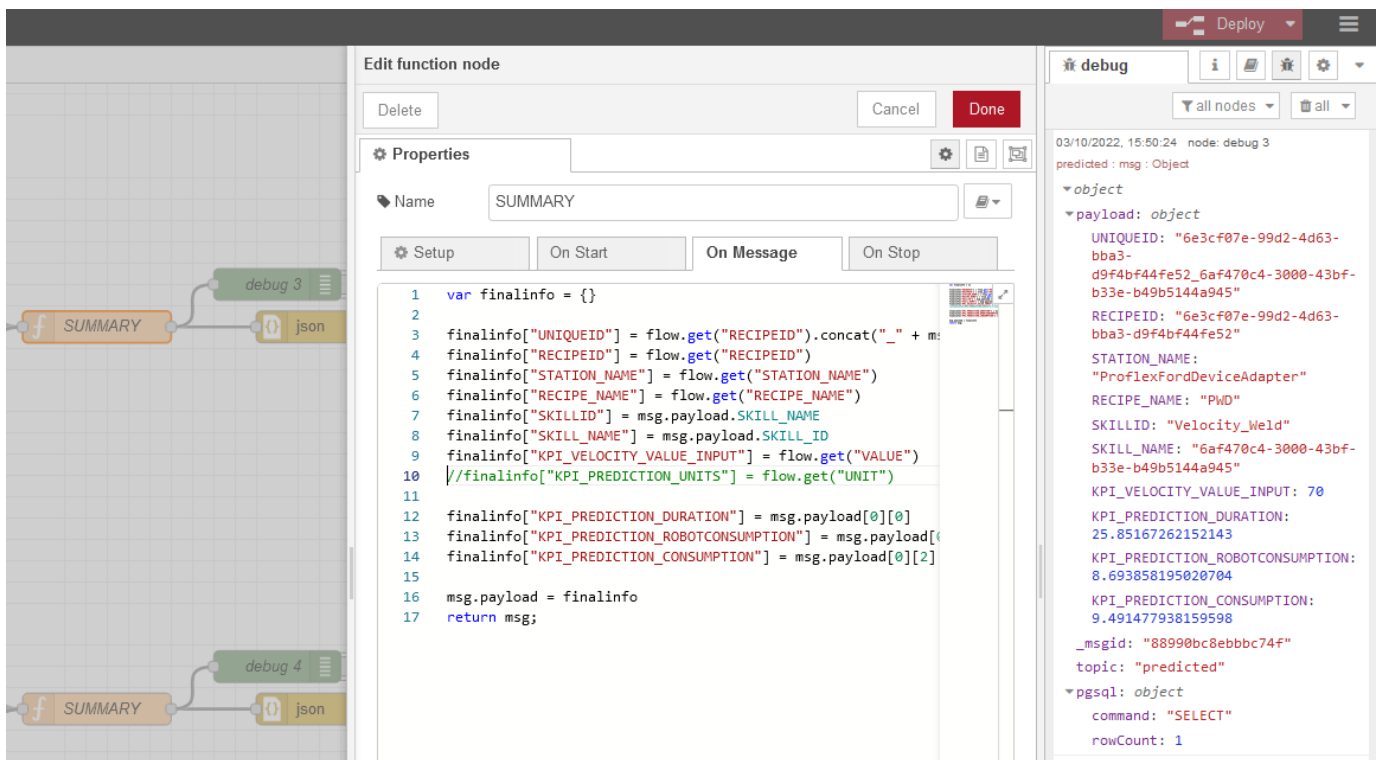 Deploy
Edit function node
Delete
Cancel
Done
Properties
Name
SUMMARY
Setup
On Start
On Message
On Stop
1 var finalinfo = {}
2
3 finalinfo["UNIQUEID"] = flow.get("RECIPEID").concat("_" +
4 finalinfo["RECIPEID"] = flow.get("RECIPEID")
5 finalinfo["STATION_NAME"] = flow.get("STATION_NAME")
6 finalinfo["RECIPE_NAME"] = flow.get("RECIPE_NAME")
7 finalinfo["SKILLID"] = msg.payload.SKILL_NAME
8 finalinfo["SKILL_NAME"] = msg.payload.SKILL_ID
9 finalinfo["KPI_VELOCITY_VALUE_INPUT"] = flow.get("VALUE")
10 //finalinfo["KPI_PREDICTION_UNITS"] = flow.get("UNIT")
11
12 finalinfo["KPI_PREDICTION_DURATION"] = msg.payload[0][0]
13 finalinfo["KPI_PREDICTION_ROBOTCONSUMPTION"] = msg.payload[
14 finalinfo["KPI_PREDICTION_CONSUMPTION"] = msg.payload[0][2]
15
16 msg.payload = finalinfo
17 return msg;
debug 3
SUMMARY
json
debug 4
SUMMARY
json
debug
i
all nodes
all
03/10/2022, 15:50:24 node: debug 3
predicted : msg : Object
object
payload: object
UNIQUEID: "6e3cf07e-99d2-4d63-
bba3-
d9f4bf44fe52_6af470c4-3000-43bf-
b33e-b49b5144a945"
RECIPEID: "6e3cf07e-99d2-4d63-
bba3-d9f4bf44fe52"
STATION_NAME:
"ProflexFordDeviceAdapter"
RECIPE_NAME: "PWD"
SKILLID: "Velocity_Weld"
SKILL_NAME: "6af470c4-3000-43bf-
b33e-b49b5144a945"
KPI_VELOCITY_VALUE_INPUT: 70
KPI_PREDICTION_DURATION:
25.85167262152143
KPI_PREDICTION_ROBOTCONSUMPTION:
8.693858195020704
KPI_PREDICTION_CONSUMPTION:
9.491477938159598
_msgid: "88990bc8ebbbc74f"
topic: "predicted"
pgsql: object
command: "SELECT"
rowCount: 1